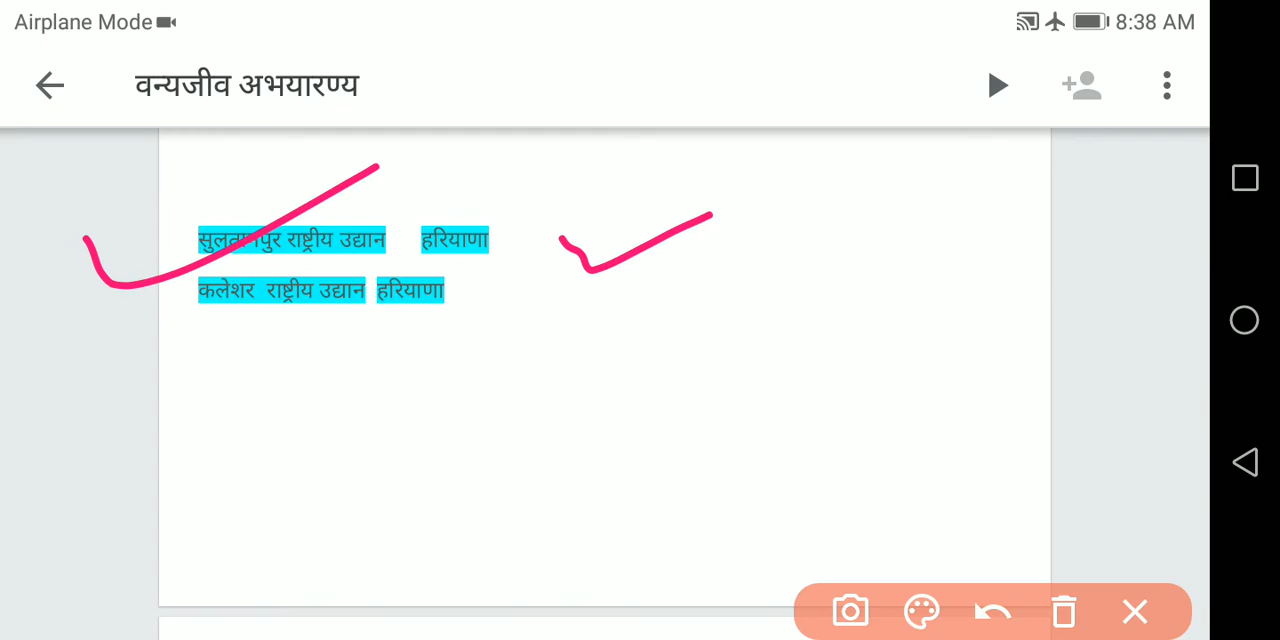 Airplane Mode 8:38 AM
वन्यजीव अभयारण्य
सुलतानपुर राष्ट्रीय उद्यान हरियाणा
कलेशर राष्ट्रीय उद्यान हरियाणा